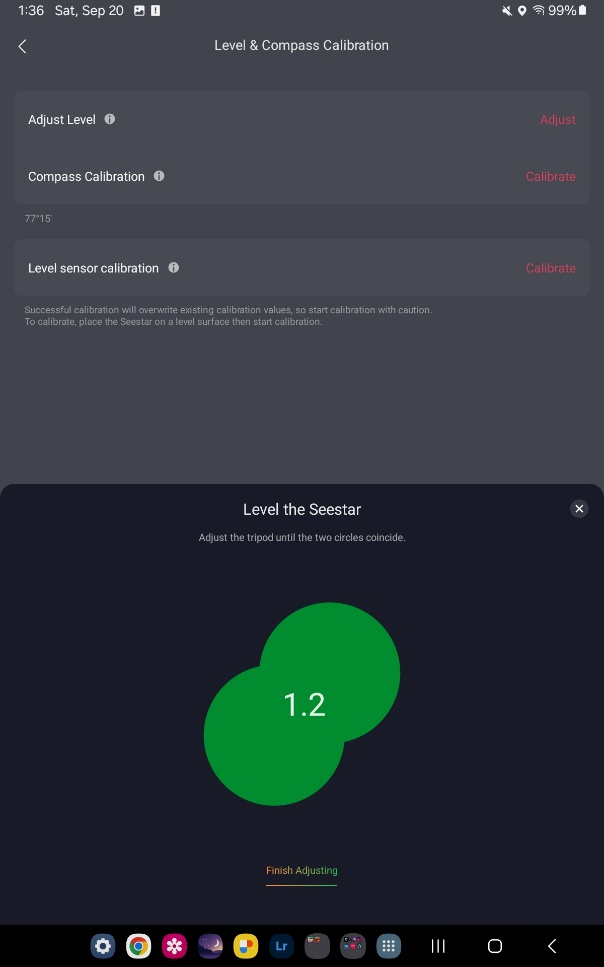 1:36 Sat, Sep 20
99%
Level & Compass Calibration
Adjust Level
Adjust
Compass Calibration
Calibrate
77°15'
Level sensor calibration
Calibrate
Successful calibration will overwrite existing calibration values, so start calibration with caution.
To calibrate, place the Seestar on a level surface then start calibration.
Level the Seestar
Adjust the tripod until the two circles coincide.
1.2
Finish Adjusting
Lr